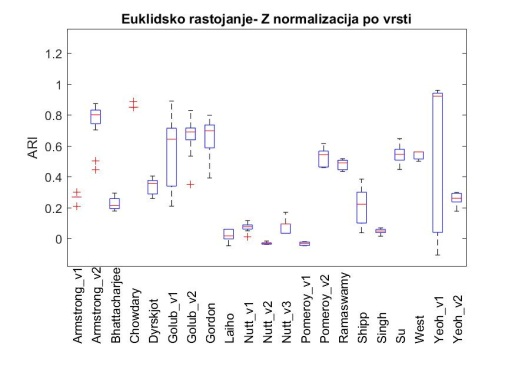 Euklidsko rastojanje- Z normalizacija po vrsti
ARI
1.2
1
0.8
0.6
0.4
0.2
0
Armstrong_v1
Armstrong_v2
Bhattacharjee
Chowdary
Dyrskjot
Golub_v1
Golub_v2
Gordon
Laiho
Nutt_v1
Nutt_v2
Nutt_v3
Pomeroy_v1
Pomeroy_v2
Ramaswamy
Shipp
Singh
Su
West
Yeoh_v1
Yeoh_v2